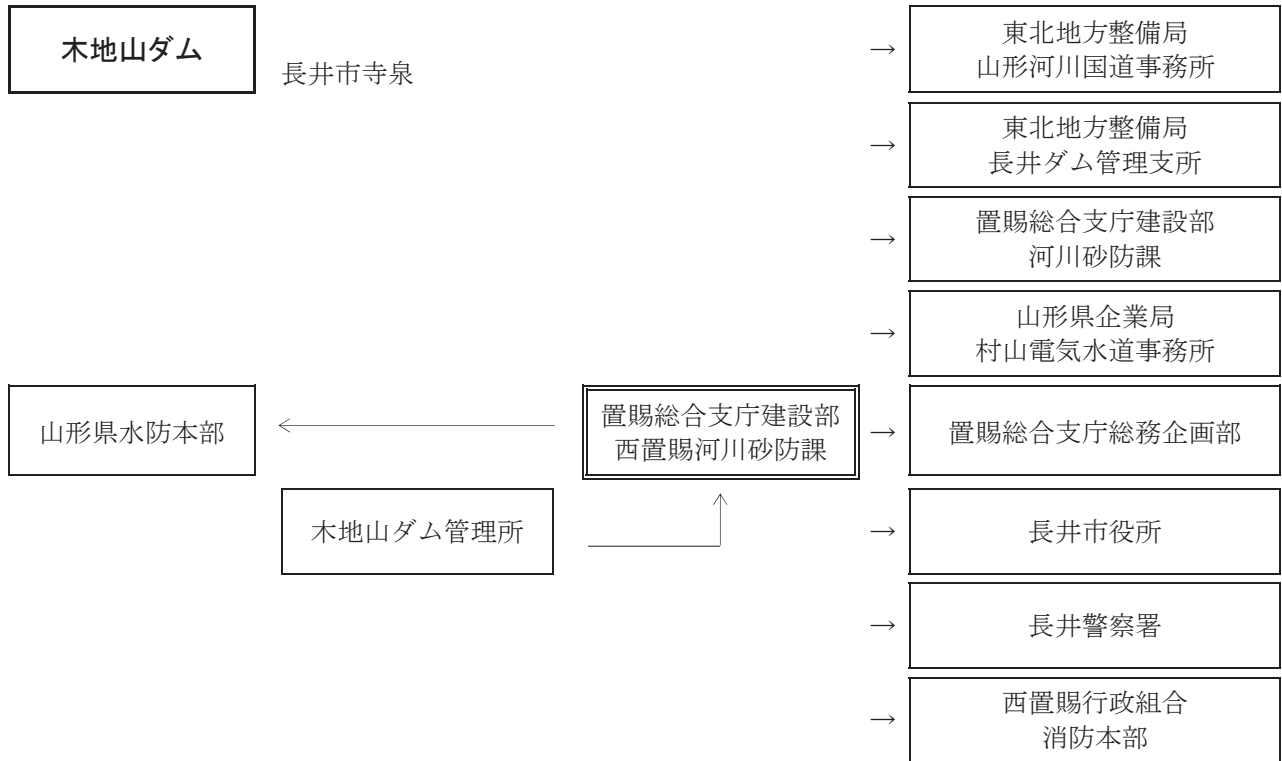 木地山ダム
長井市寺泉
→
東北地方整備局
山形河川国道事務所
→
東北地方整備局
長井ダム管理支所
→
置賜総合支庁建設部
河川砂防課
→
山形県企業局
村山電気水道事務所
山形県水防本部
置賜総合支庁建設部
西置賜河川砂防課
→
置賜総合支庁総務企画部
木地山ダム管理所
→
長井市役所
→
長井警察署
→
西置賜行政組合
消防本部